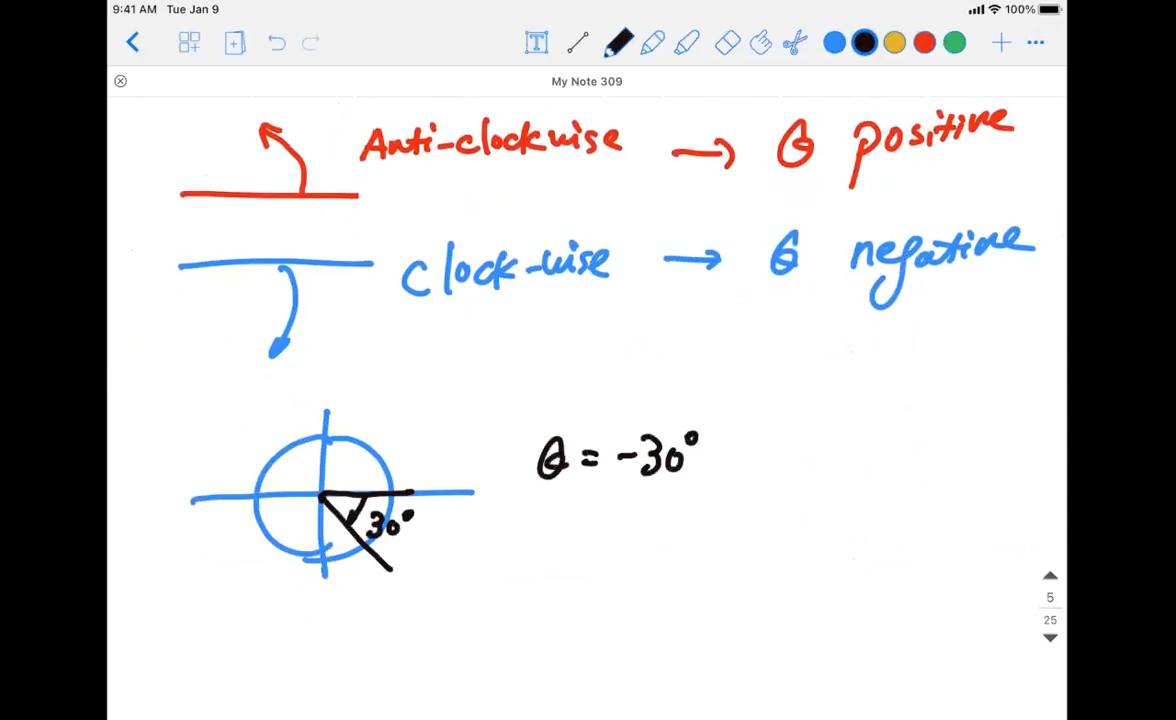 9:41 AM Tue Jan 9 100%
T
My Note 309
Anti-clockwise → θ positive
clock-wise → θ negative
θ = -30°
30°
5
25